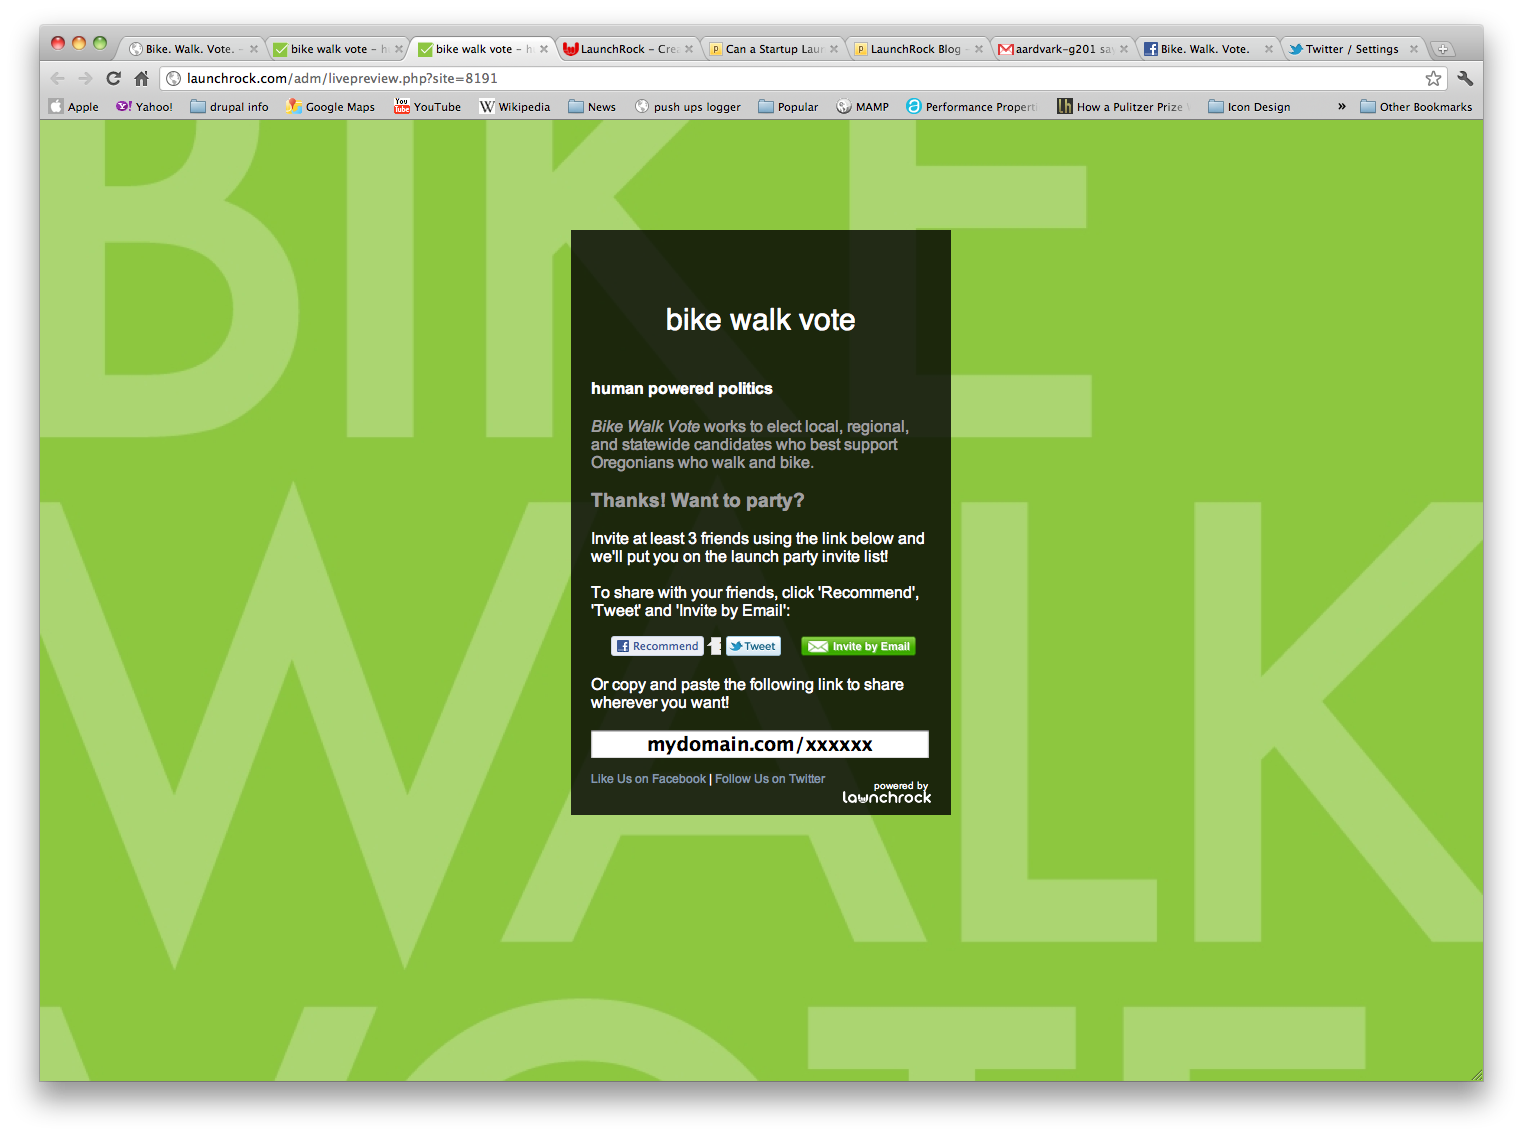 Bike. Walk. Vote. –
bike walk vote – h
bike walk vote – h
LaunchRock – Crea
Can a Startup Laun
LaunchRock Blog –
aardvark-g201 say
Bike. Walk. Vote.
Twitter / Settings
launchrock.com/adm/livepreview.php?site=8191
Apple
Yahoo!
drupal info
Google Maps
YouTube
Wikipedia
News
push ups logger
Popular
MAMP
Performance Properti
How a Pulitzer Prize
Icon Design
»
Other Bookmarks
BIKE
WALK
VOTE
bike walk vote
human powered politics
Bike Walk Vote works to elect local, regional,
and statewide candidates who best support
Oregonians who walk and bike.
Thanks! Want to party?
Invite at least 3 friends using the link below and
we'll put you on the launch party invite list!
To share with your friends, click 'Recommend',
'Tweet' and 'Invite by Email':
Recommend
Tweet
Invite by Email
Or copy and paste the following link to share
wherever you want!
mydomain.com/xxxxxx
Like Us on Facebook | Follow Us on Twitter
powered by
launchrock